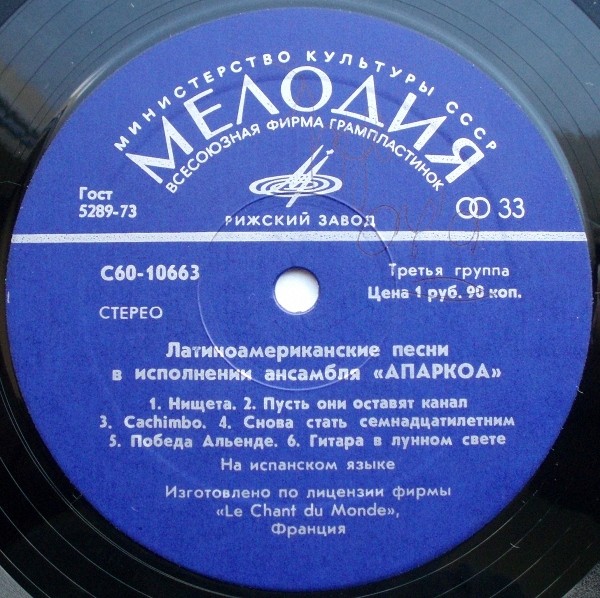 МИНИСТЕРСТВО КУЛЬТУРЫ СССР
МЕЛОДИЯ
ВСЕСОЮЗНАЯ ФИРМА ГРАМПЛАСТИНОК
Гост
5289-73
РИЖСКИЙ ЗАВОД
33
С60-10663
Третья группа
Цена 1 руб. 90 коп.
СТЕРЕО
Латиноамериканские песни
в исполнении ансамбля «АПАРКОА»
1. Нищета. 2. Пусть они оставят канал
3. Cachimbo. 4. Снова стать семнадцатилетним
5. Победа Альенде. 6. Гитара в лунном свете
На испанском языке
Изготовлено по лицензии фирмы
«Le Chant du Monde»,
Франция